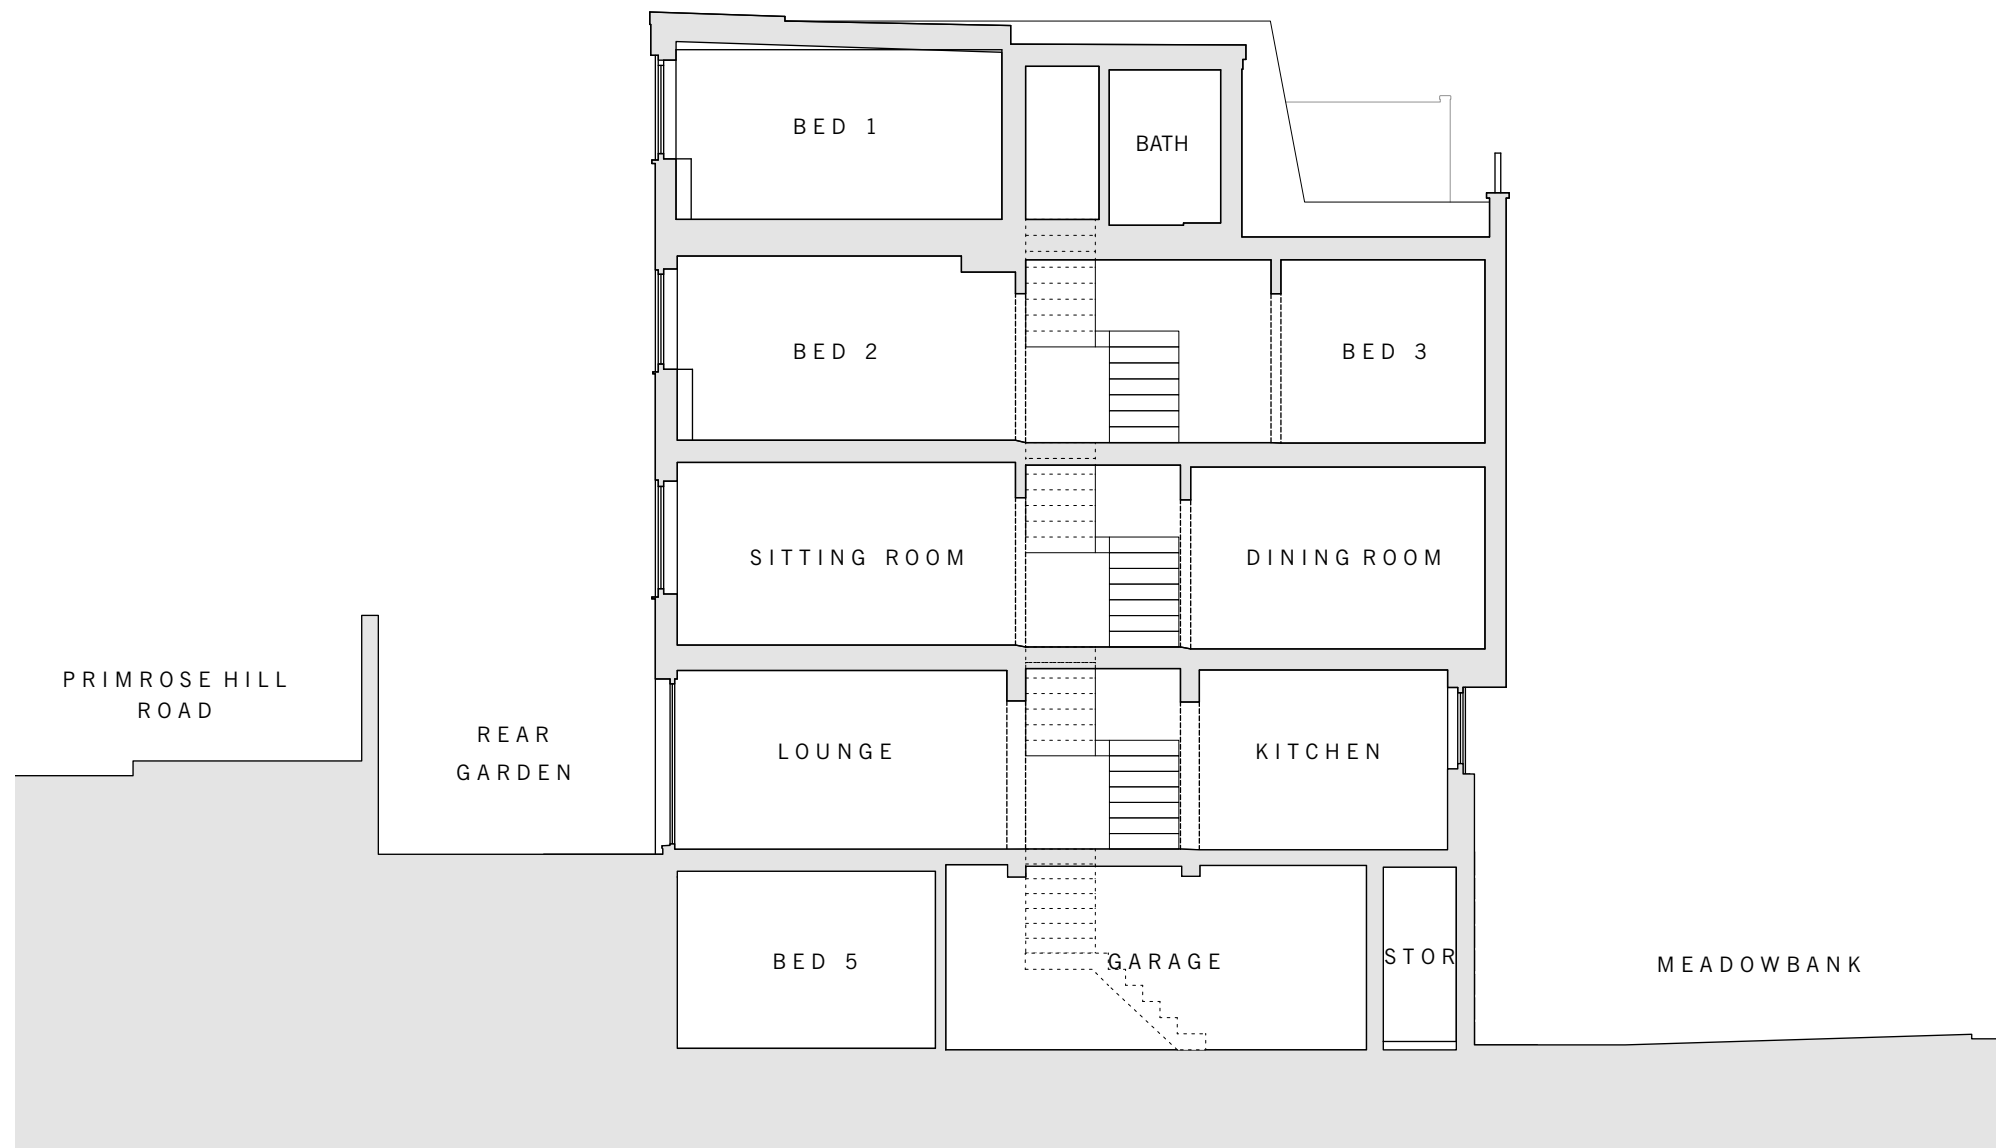 BED 1
BATH
BED 2
BED 3
SITTING ROOM
DINING ROOM
PRIMROSE HILL
ROAD
REAR
GARDEN
LOUNGE
KITCHEN
BED 5
GARAGE
STOR
MEADOWBANK